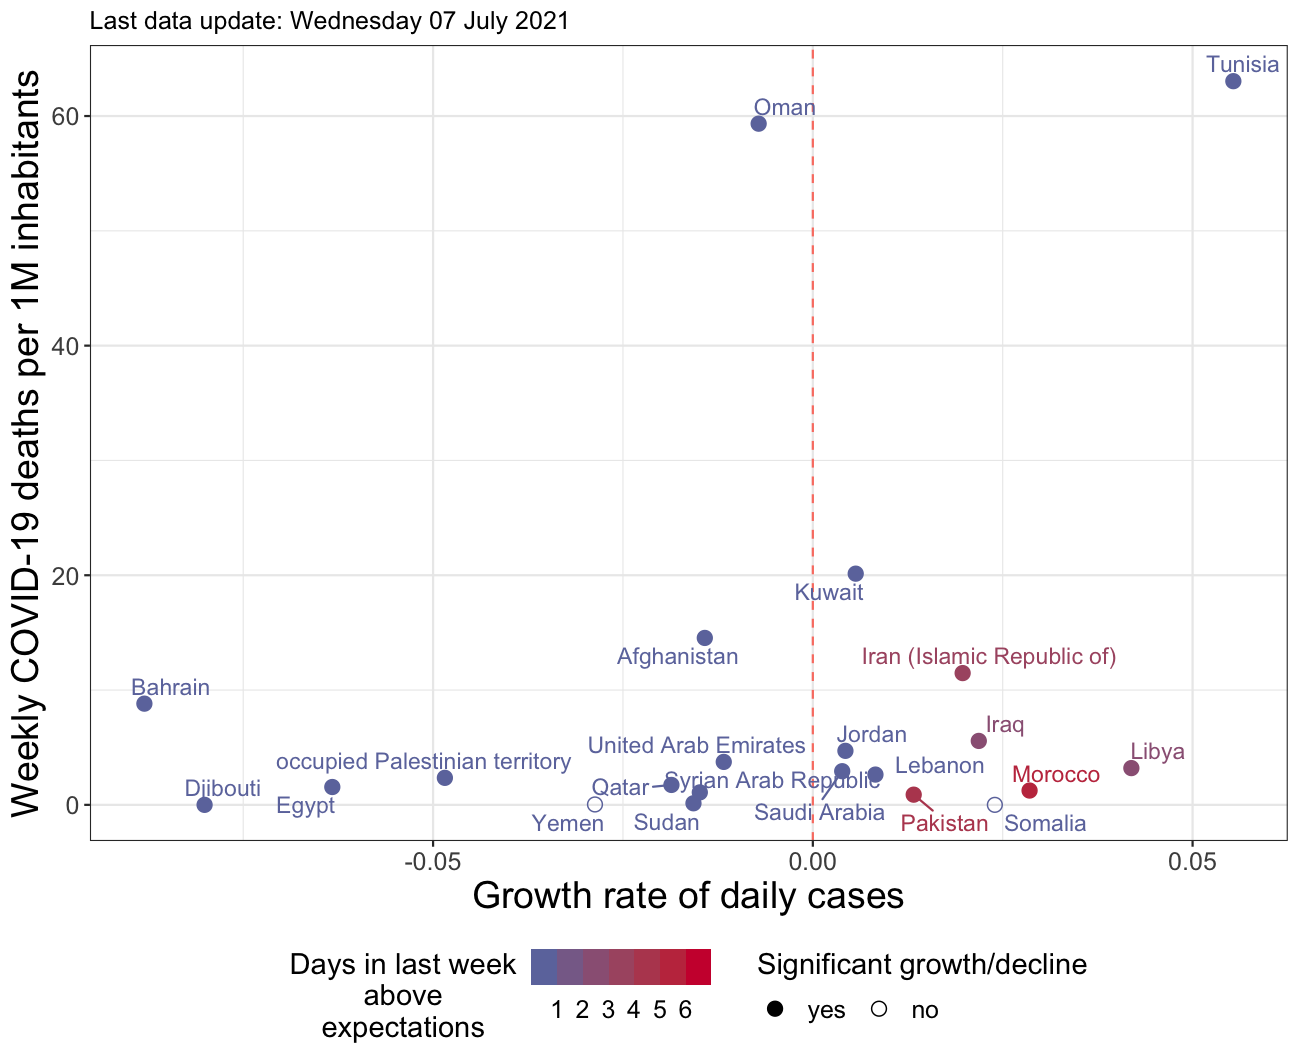 Last data update: Wednesday 07 July 2021
Weekly COVID-19 deaths per 1M inhabitants
60
40
20
0
Tunisia
Oman
Kuwait
Afghanistan
Iran (Islamic Republic of)
Bahrain
Iraq
Jordan
United Arab Emirates
Libya
occupied Palestinian territory
Lebanon
Morocco
Syrian Arab Republic
Qatar
Djibouti
Egypt
Saudi Arabia
Yemen
Sudan
Pakistan
Somalia
-0.05
0.00
0.05
Growth rate of daily cases
Days in last week
above
expectations
1 2 3 4 5 6
Significant growth/decline
yes
no